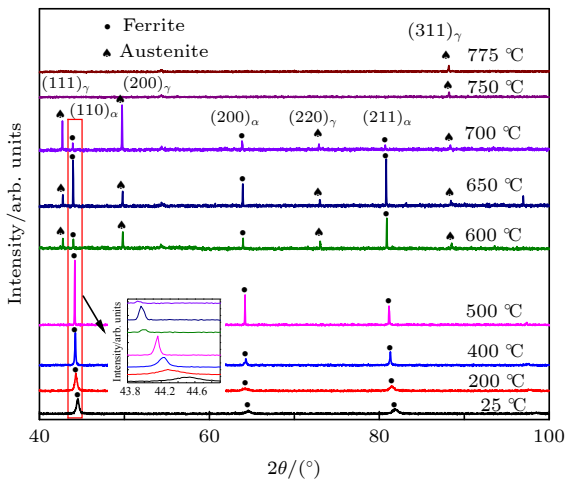 Ferrite
Austenite
(311)γ
775 ℃
(111)γ
(200)γ
750 ℃
(110)α
(200)α
(220)γ
(211)α
700 ℃
650 ℃
600 ℃
500 ℃
400 ℃
200 ℃
25 ℃
Intensity/arb. units
Intensity/arb. units
43.8 44.2 44.6
40 60 80 100
2θ/(°)